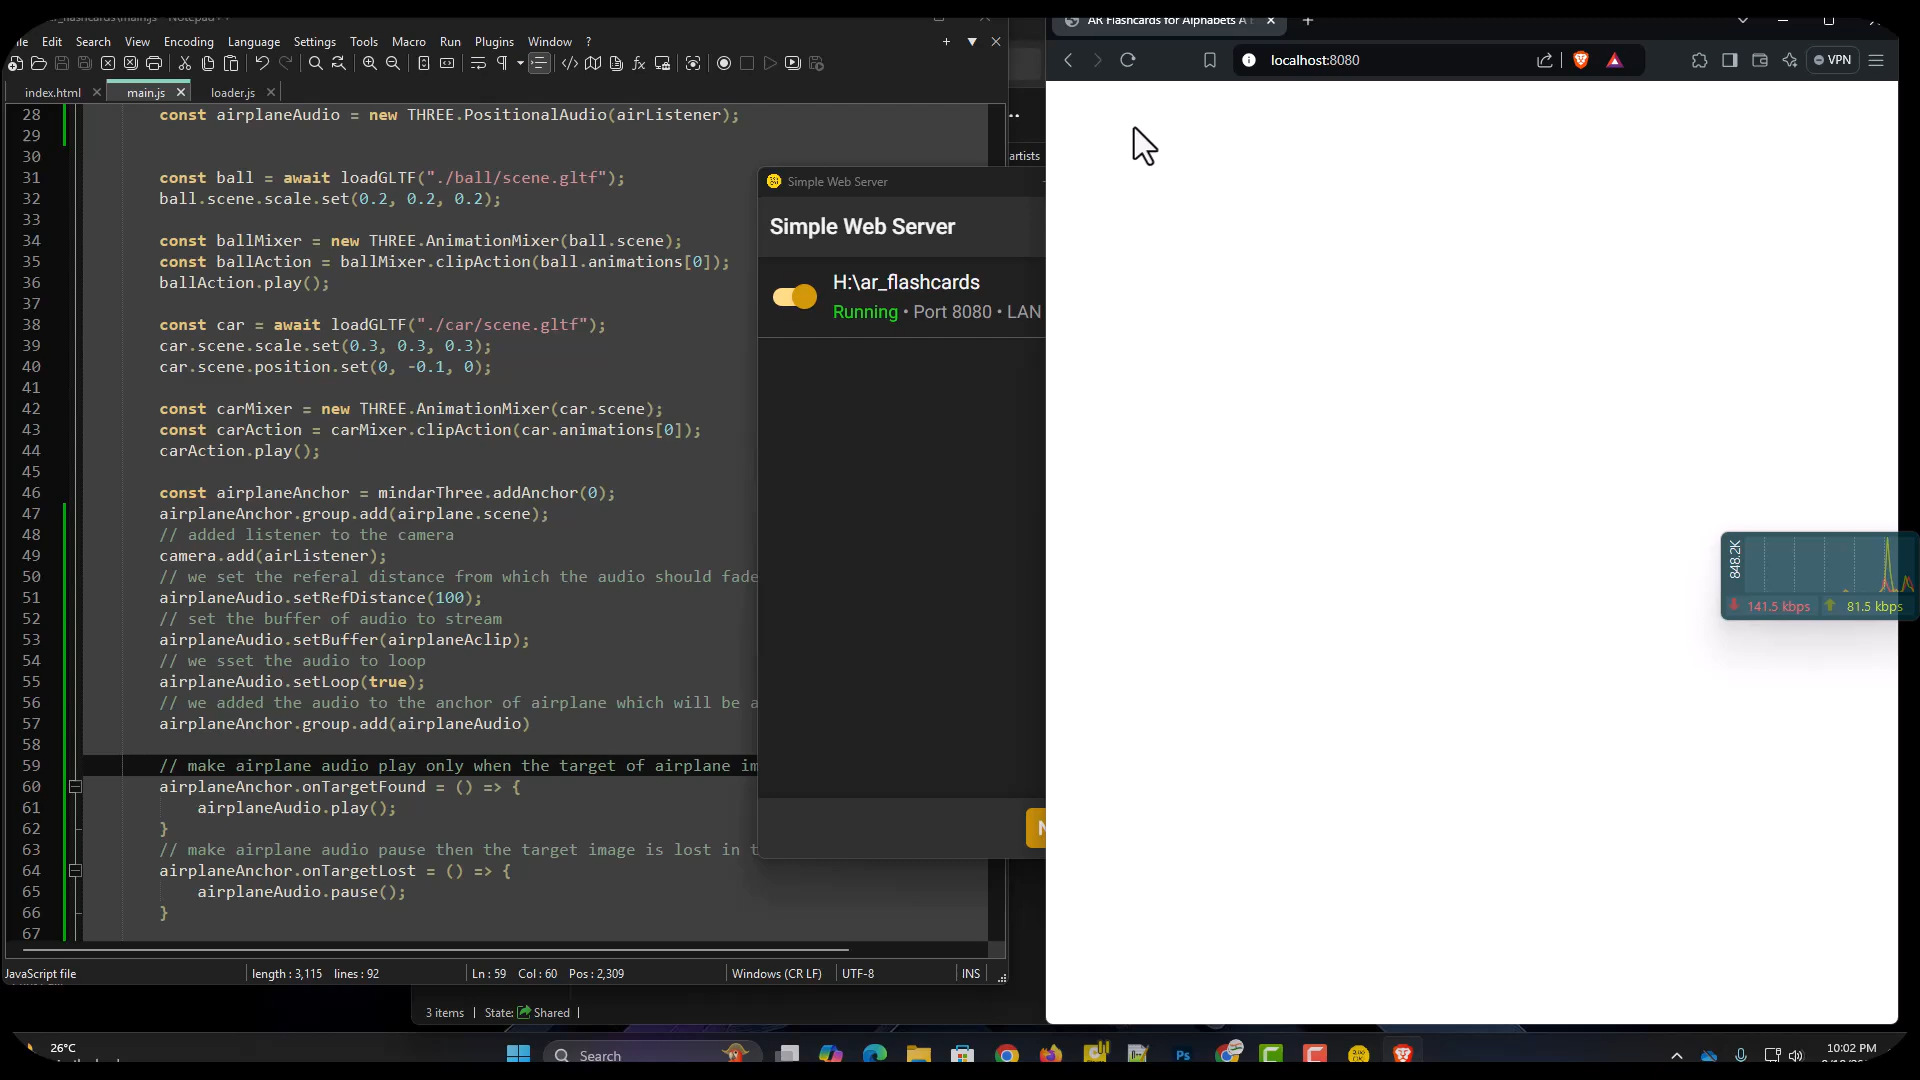 File Edit Search View Encoding Language Settings Tools Macro Run Plugins Window ?
index.html
main.js
loader.js
28 const airplaneAudio = new THREE.PositionalAudio(airListener);
29
30
31 const ball = await loadGLTF("./ball/scene.gltf");
32 ball.scene.scale.set(0.2, 0.2, 0.2);
33
34 const ballMixer = new THREE.AnimationMixer(ball.scene);
35 const ballAction = ballMixer.clipAction(ball.animations[0]);
36 ballAction.play();
37
38 const car = await loadGLTF("./car/scene.gltf");
39 car.scene.scale.set(0.3, 0.3, 0.3);
40 car.scene.position.set(0, -0.1, 0);
41
42 const carMixer = new THREE.AnimationMixer(car.scene);
43 const carAction = carMixer.clipAction(car.animations[0]);
44 carAction.play();
45
46 const airplaneAnchor = mindarThree.addAnchor(0);
47 airplaneAnchor.group.add(airplane.scene);
48 // added listener to the camera
49 camera.add(airListener);
50 // we set the referal distance from which the audio should fade
51 airplaneAudio.setRefDistance(100);
52 // set the buffer of audio to stream
53 airplaneAudio.setBuffer(airplaneAclip);
54 // we sset the audio to loop
55 airplaneAudio.setLoop(true);
56 // we added the audio to the anchor of airplane which will be a
57 airplaneAnchor.group.add(airplaneAudio)
58
59 // make airplane audio play only when the target of airplane im
60 airplaneAnchor.onTargetFound = () => {
61 airplaneAudio.play();
62 }
63 // make airplane audio pause then the target image is lost in t
64 airplaneAnchor.onTargetLost = () => {
65 airplaneAudio.pause();
66 }
67
JavaScript file length : 3,115 lines : 92 Ln : 59 Col : 60 Pos : 2,309 Windows (CR LF) UTF-8 INS
artists
Simple Web Server
Simple Web Server
H:\ar_flashcards
Running • Port 8080 • LAN
N
3 items State: Shared
AR Flashcards for Alphabets A
localhost:8080
VPN
848.2K
141.5 kbps 81.5 kbps
26°C
Search
10:02 PM